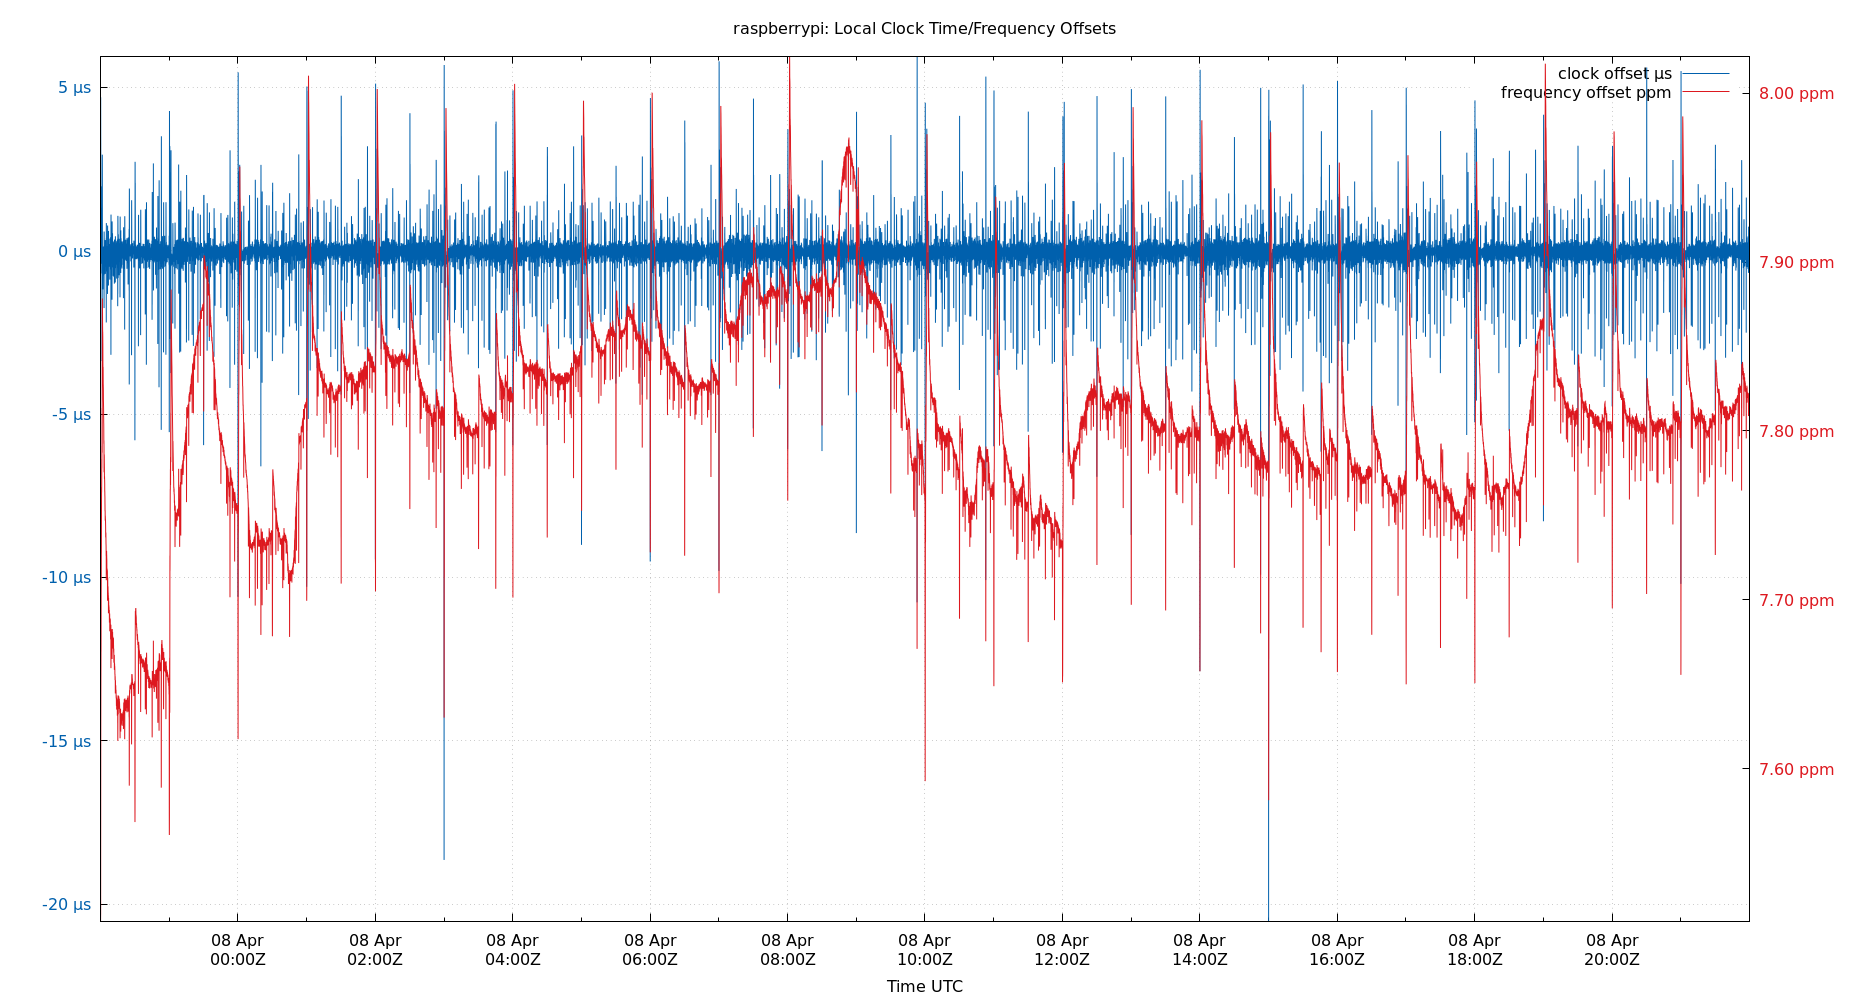 raspberrypi: Local Clock Time/Frequency Offsets
clock offset µs
frequency offset ppm
5 µs
0 µs
-5 µs
-10 µs
-15 µs
-20 µs
8.00 ppm
7.90 ppm
7.80 ppm
7.70 ppm
7.60 ppm
08 Apr 08 Apr 08 Apr 08 Apr 08 Apr 08 Apr 08 Apr 08 Apr 08 Apr 08 Apr 08 Apr
00:00Z 02:00Z 04:00Z 06:00Z 08:00Z 10:00Z 12:00Z 14:00Z 16:00Z 18:00Z 20:00Z
Time UTC